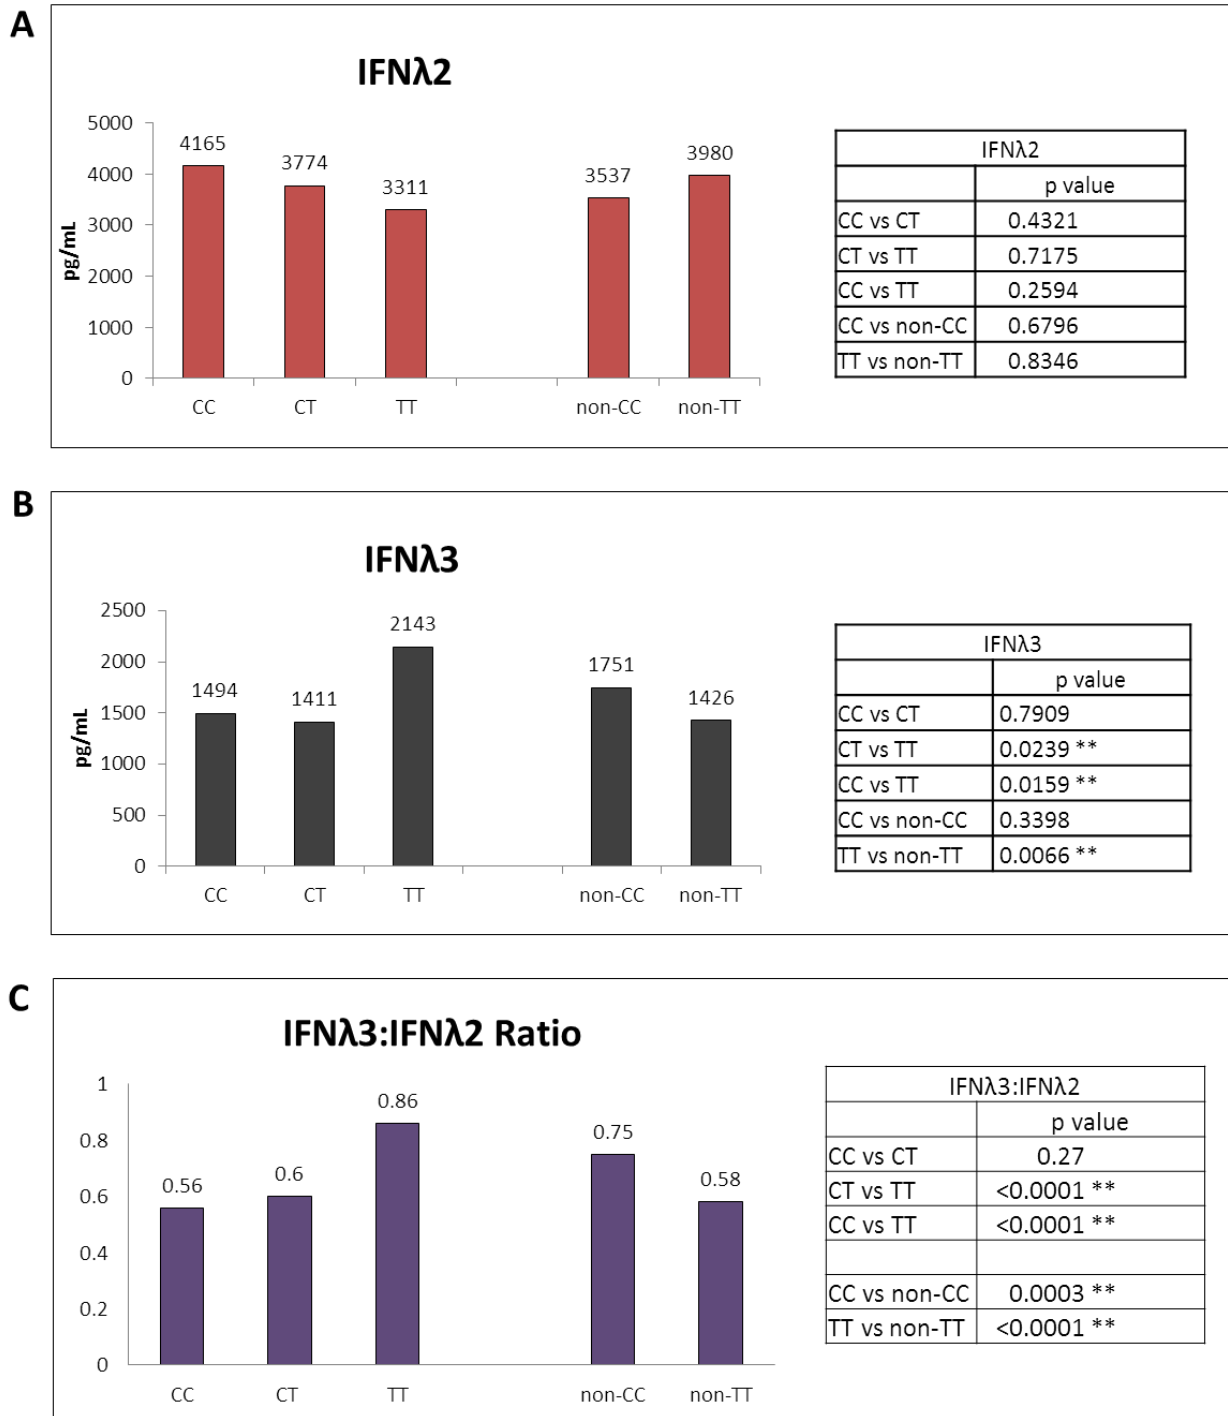 A
IFNλ2
5000
4000
3000
2000
1000
0
pg/mL
4165
3774
3311
3537
3980
CC CT TT non-CC non-TT
IFNλ2
p value
CC vs CT 0.4321
CT vs TT 0.7175
CC vs TT 0.2594
CC vs non-CC 0.6796
TT vs non-TT 0.8346
B
IFNλ3
2500
2000
1500
1000
500
0
pg/mL
1494
1411
2143
1751
1426
CC CT TT non-CC non-TT
IFNλ3
p value
CC vs CT 0.7909
CT vs TT 0.0239 **
CC vs TT 0.0159 **
CC vs non-CC 0.3398
TT vs non-TT 0.0066 **
C
IFNλ3:IFNλ2 Ratio
1
0.8
0.6
0.4
0.2
0
0.56
0.6
0.86
0.75
0.58
CC CT TT non-CC non-TT
IFNλ3:IFNλ2
p value
CC vs CT 0.27
CT vs TT <0.0001 **
CC vs TT <0.0001 **
CC vs non-CC 0.0003 **
TT vs non-TT <0.0001 **